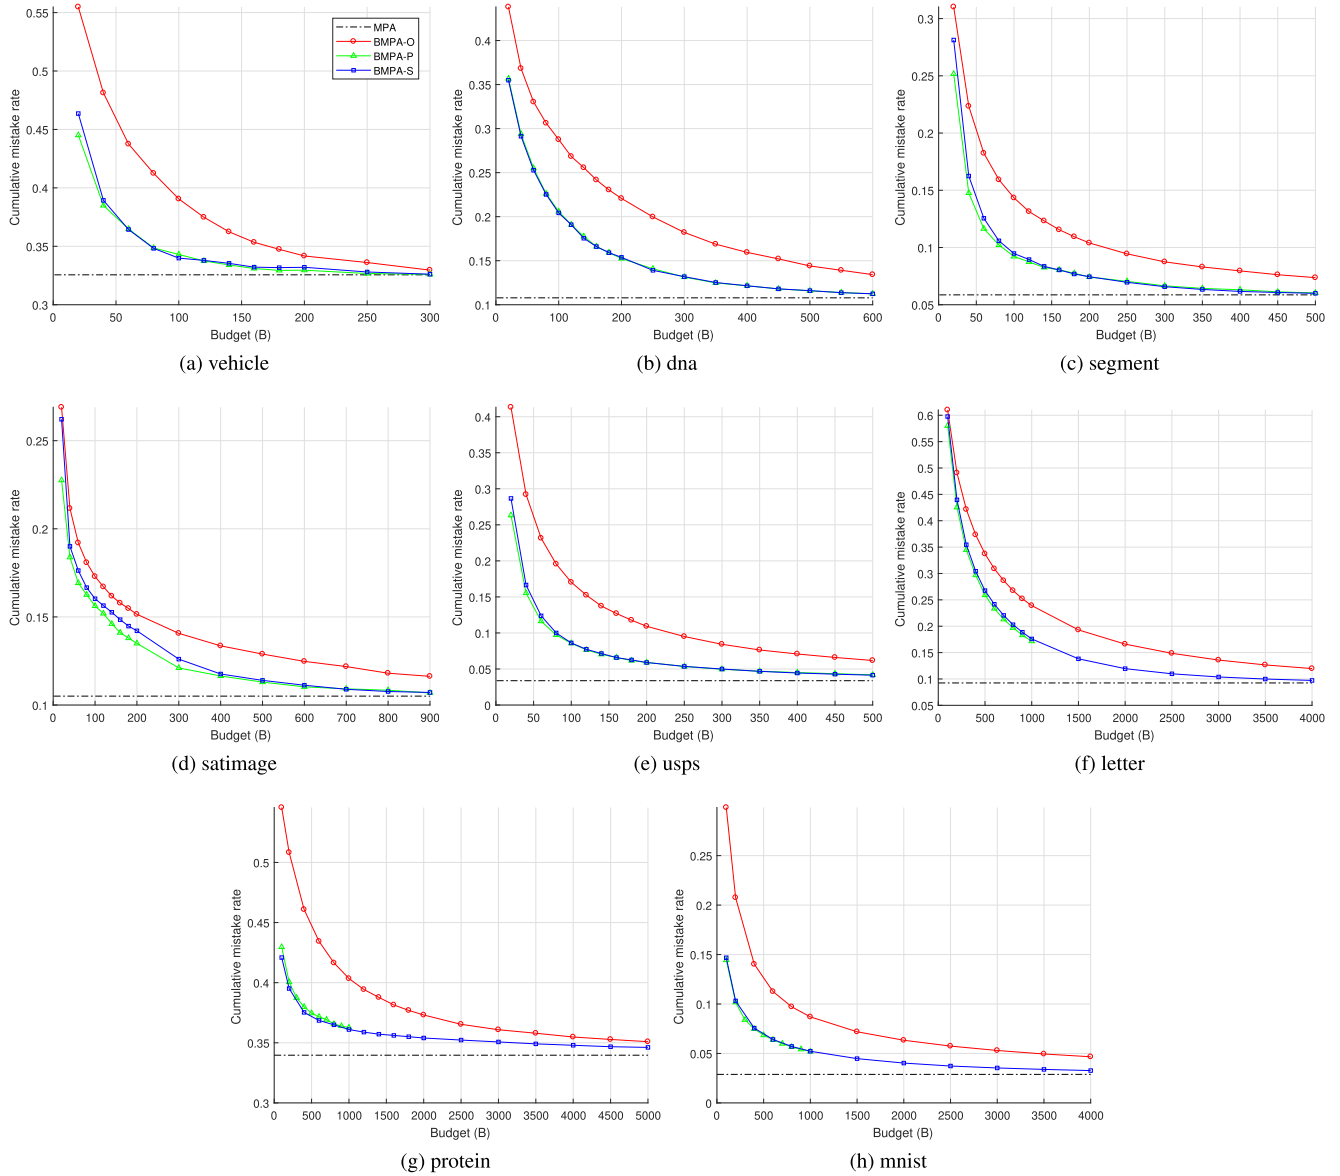 MPA
BMPA-O
BMPA-P
BMPA-S
Cumulative mistake rate
0.55
0.5
0.45
0.4
0.35
0.3
0 50 100 150 200 250 300
Budget (B)
(a) vehicle
Cumulative mistake rate
0.4
0.35
0.3
0.25
0.2
0.15
0.1
0 100 200 300 400 500 600
Budget (B)
(b) dna
Cumulative mistake rate
0.3
0.25
0.2
0.15
0.1
0.05
0 50 100 150 200 250 300 350 400 450 500
Budget (B)
(c) segment
Cumulative mistake rate
0.25
0.2
0.15
0.1
0 100 200 300 400 500 600 700 800 900
Budget (B)
(d) satimage
Cumulative mistake rate
0.4
0.35
0.3
0.25
0.2
0.15
0.1
0.05
0
0 50 100 150 200 250 300 350 400 450 500
Budget (B)
(e) usps
Cumulative mistake rate
0.6
0.55
0.5
0.45
0.4
0.35
0.3
0.25
0.2
0.15
0.1
0.05
0 500 1000 1500 2000 2500 3000 3500 4000
Budget (B)
(f) letter
Cumulative mistake rate
0.5
0.45
0.4
0.35
0.3
0 500 1000 1500 2000 2500 3000 3500 4000 4500 5000
Budget (B)
(g) protein
Cumulative mistake rate
0.25
0.2
0.15
0.1
0.05
0
0 500 1000 1500 2000 2500 3000 3500 4000
Budget (B)
(h) mnist